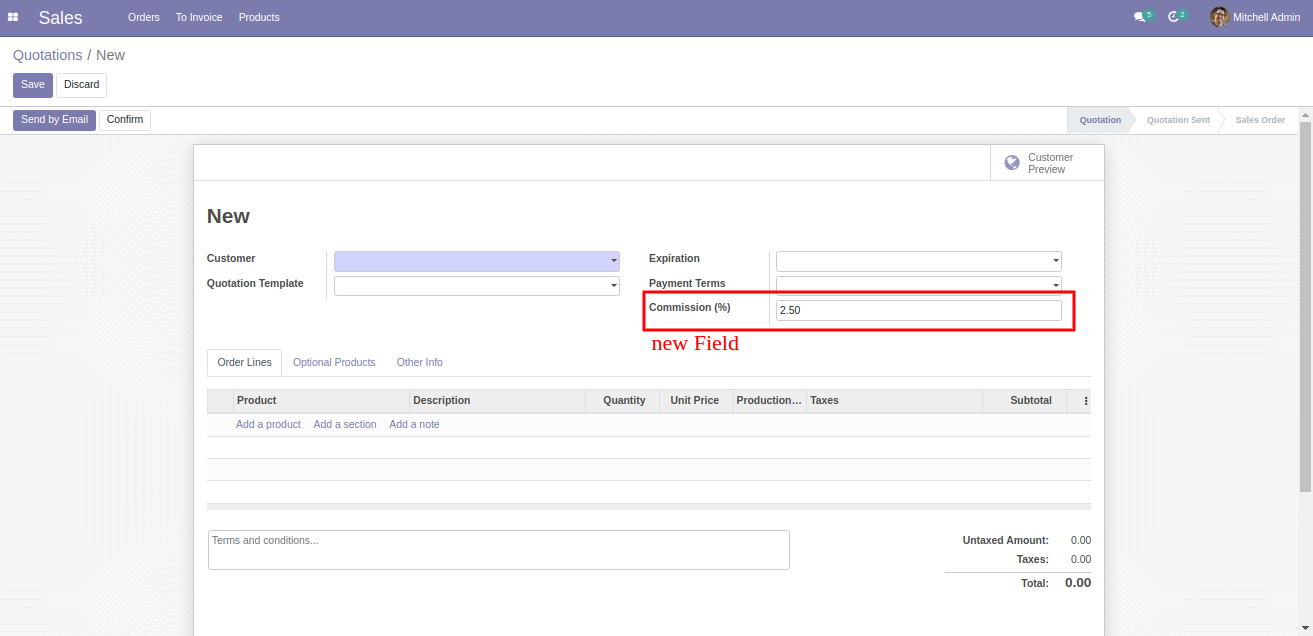 Sales Orders To Invoice Products 5 2 Mitchell Admin
Quotations / New
Save Discard
Send by Email Confirm Quotation Quotation Sent Sales Order
Customer
Preview
New
Customer Expiration
Quotation Template Payment Terms
Commission (%) 2.50
new Field
Order Lines Optional Products Other Info
Product Description Quantity Unit Price Production... Taxes Subtotal
Add a product Add a section Add a note
Terms and conditions... Untaxed Amount: 0.00
Taxes: 0.00
Total: 0.00